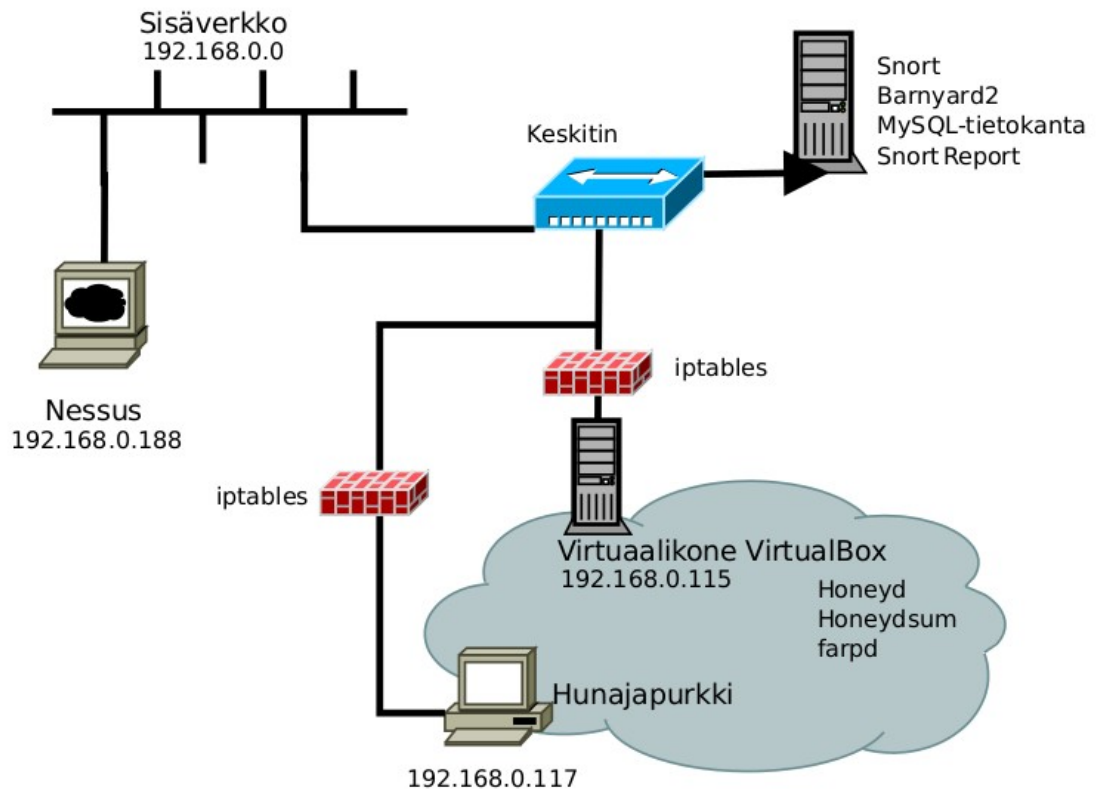 Sisäverkko
192.168.0.0
Keskitin
Snort
Barnyard2
MySQL-tietokanta
Snort Report
Nessus
192.168.0.188
iptables
iptables
Virtuaalikone VirtualBox
192.168.0.115
Honeyd
Honeydsum
farpd
Hunajapurkki
192.168.0.117